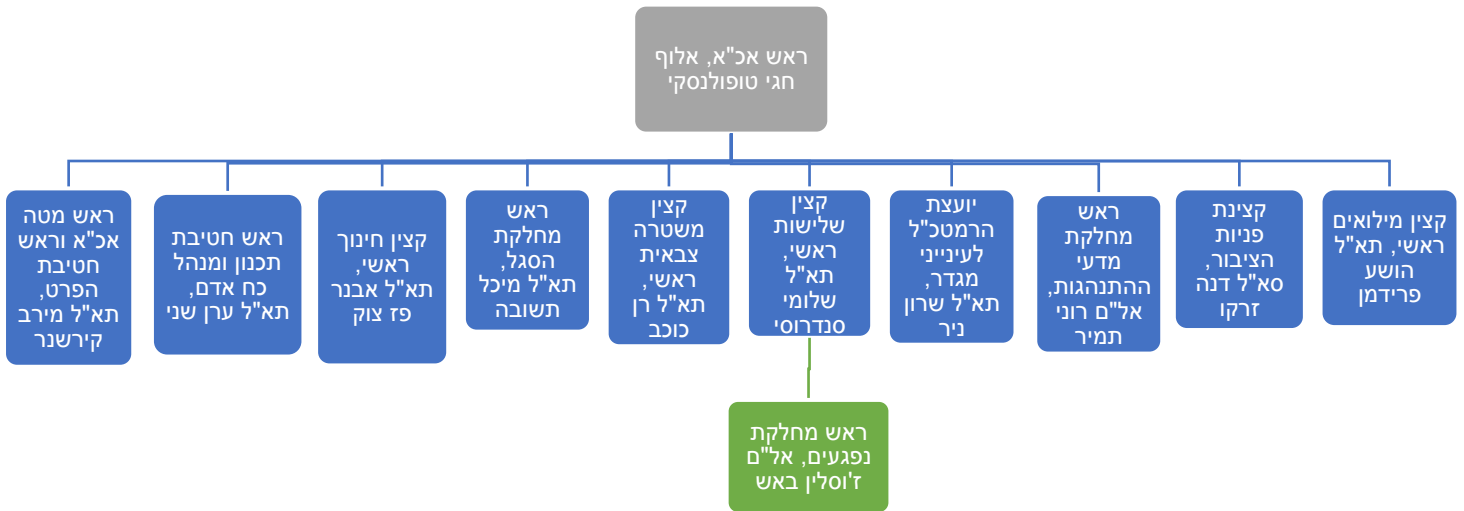 ראש אכ"א, אלוף
חגי טופולנסקי
קצין מילואים
ראשי, תא"ל
הושע
פרידמן
קצינת
פניות
הציבור,
סא"ל דנה
זרקו
ראש
מחלקת
מדעי
ההתנהגות,
אל"ם רוני
תמיר
יועצת
הרמטכ"ל
לעינייני
מגדר,
תא"ל שרון
ניר
קצין
שלישות
ראשי,
תא"ל
שלומי
סנדרוסי
קצין
משטרה
צבאית
ראשי,
תא"ל רן
כוכב
ראש
מחלקת
הסגל,
תא"ל מיכל
תשובה
קצין חינוך
ראשי,
תא"ל אבנר
פז צוק
ראש חטיבת
תכנון ומנהל
כח אדם,
תא"ל ערן שני
ראש מטה
אכ"א וראש
חטיבת
הפרט,
תא"ל מירב
קירשנר
ראש מחלקת
נפגעים, אל"ם
ז'וסלין באש